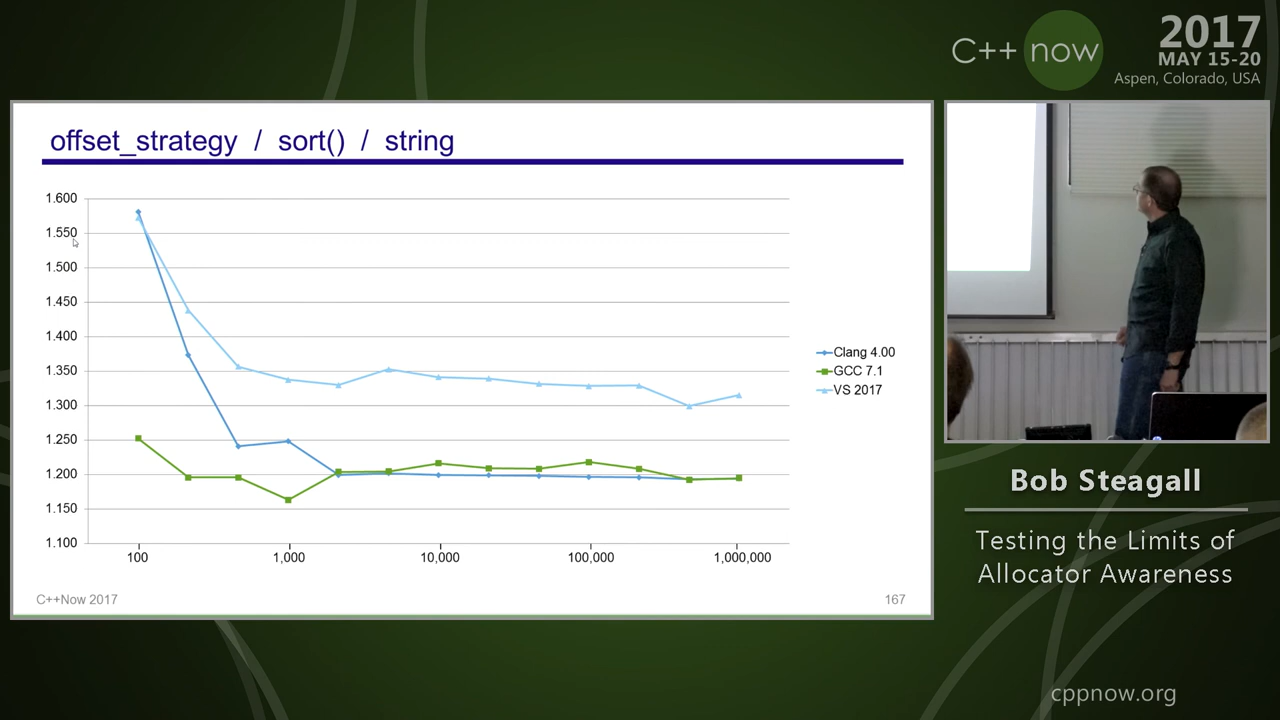 C++ now
2017
MAY 15-20
Aspen, Colorado, USA
offset_strategy / sort() / string
1.600
1.550
1.500
1.450
1.400
1.350
1.300
1.250
1.200
1.150
1.100
100
1,000
10,000
100,000
1,000,000
Clang 4.00
GCC 7.1
VS 2017
C++Now 2017
167
Bob Steagall
Testing the Limits of
Allocator Awareness
cppnow.org